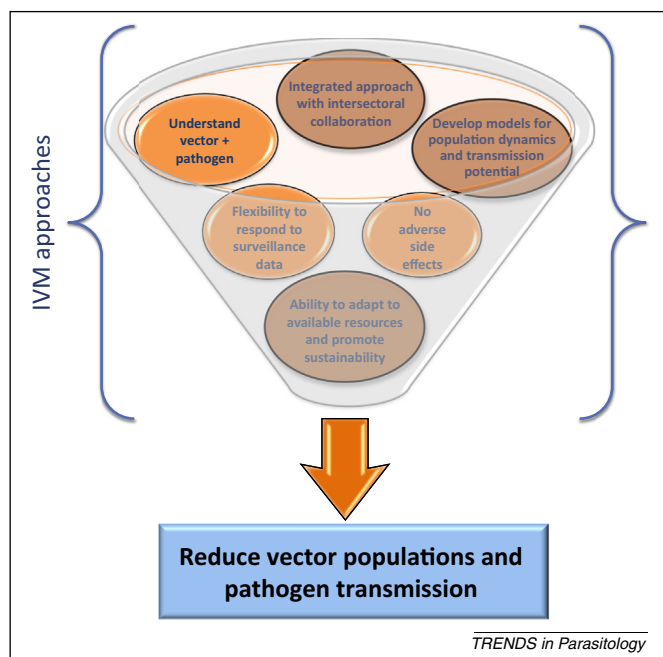 IVM approaches
Integrated approach
with intersectoral
collaboration
Understand
vector +
pathogen
Develop models for
population dynamics
and transmission
potential
Flexibility to
respond to
surveillance
data
No
adverse
side
effects
Ability to adapt to
available resources
and promote
sustainability
Reduce vector populations and
pathogen transmission
TRENDS in Parasitology